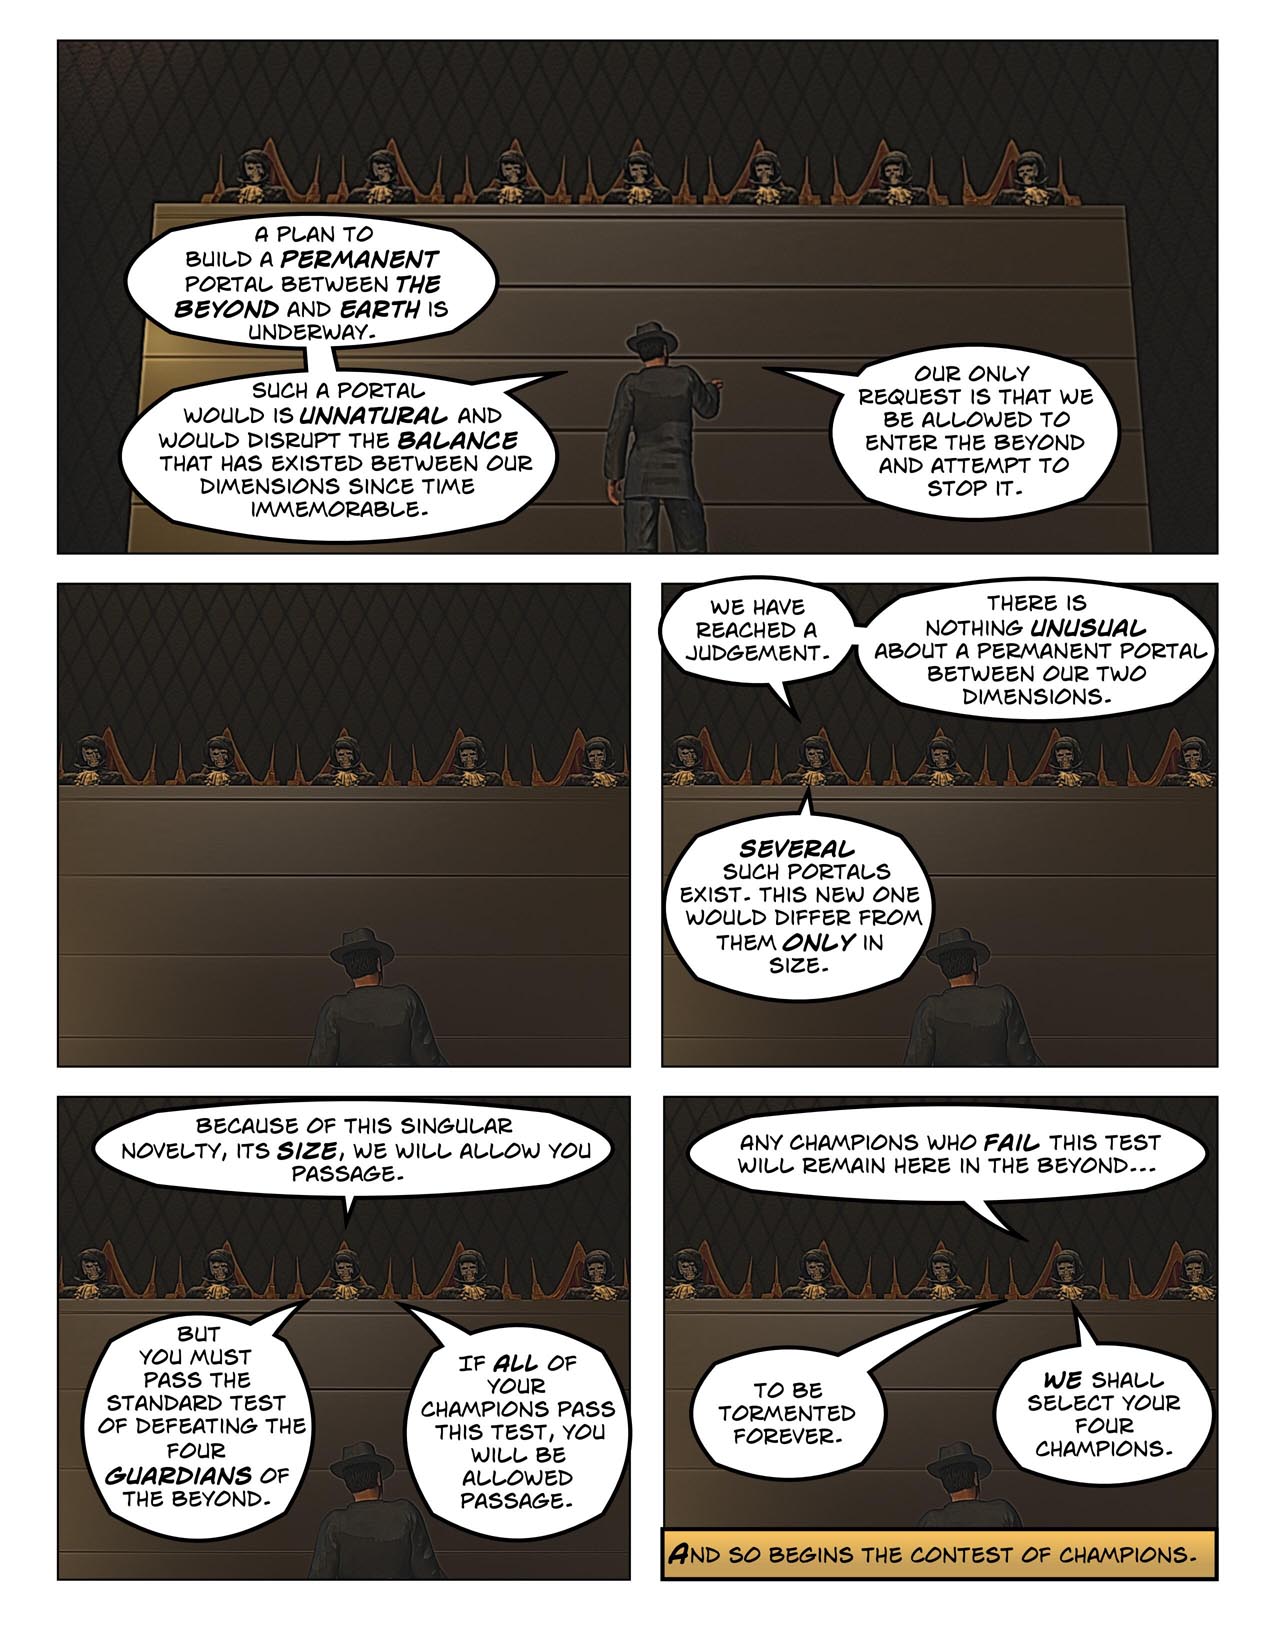 A PLAN TO
BUILD A PERMANENT
PORTAL BETWEEN THE
BEYOND AND EARTH IS
UNDERWAY.
SUCH A PORTAL
WOULD IS UNNATURAL AND
WOULD DISRUPT THE BALANCE
THAT HAS EXISTED BETWEEN OUR
DIMENSIONS SINCE TIME
IMMEMORABLE.
OUR ONLY
REQUEST IS THAT WE
BE ALLOWED TO
ENTER THE BEYOND
AND ATTEMPT TO
STOP IT.
WE HAVE
REACHED A
JUDGEMENT.
THERE IS
NOTHING UNUSUAL
ABOUT A PERMANENT PORTAL
BETWEEN OUR TWO
DIMENSIONS.
SEVERAL
SUCH PORTALS
EXIST. THIS NEW ONE
WOULD DIFFER FROM
THEM ONLY IN
SIZE.
BECAUSE OF THIS SINGULAR
NOVELTY, ITS SIZE, WE WILL ALLOW YOU
PASSAGE.
BUT
YOU MUST
PASS THE
STANDARD TEST
OF DEFEATING THE
FOUR
GUARDIANS OF
THE BEYOND.
IF ALL OF
YOUR
CHAMPIONS PASS
THIS TEST, YOU
WILL BE
ALLOWED
PASSAGE.
ANY CHAMPIONS WHO FAIL THIS TEST
WILL REMAIN HERE IN THE BEYOND...
TO BE
TORMENTED
FOREVER.
WE SHALL
SELECT YOUR
FOUR
CHAMPIONS.
AND SO BEGINS THE CONTEST OF CHAMPIONS.